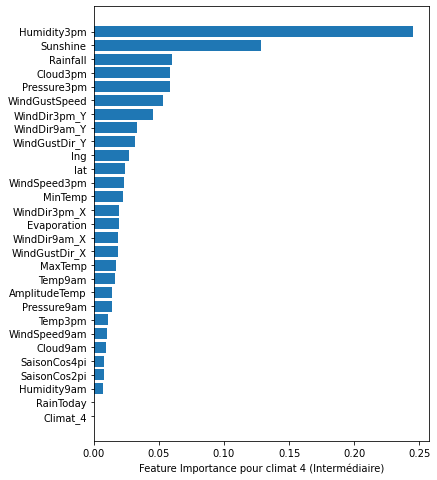 Humidity3pm
Sunshine
Rainfall
Cloud3pm
Pressure3pm
WindGustSpeed
WindDir3pm_Y
WindDir9am_Y
WindGustDir_Y
lng
lat
WindSpeed3pm
MinTemp
WindDir3pm_X
Evaporation
WindDir9am_X
WindGustDir_X
MaxTemp
Temp9am
AmplitudeTemp
Pressure9am
Temp3pm
WindSpeed9am
Cloud9am
SaisonCos4pi
SaisonCos2pi
Humidity9am
RainToday
Climat_4
0.00 0.05 0.10 0.15 0.20 0.25
Feature Importance pour climat 4 (Intermédiaire)